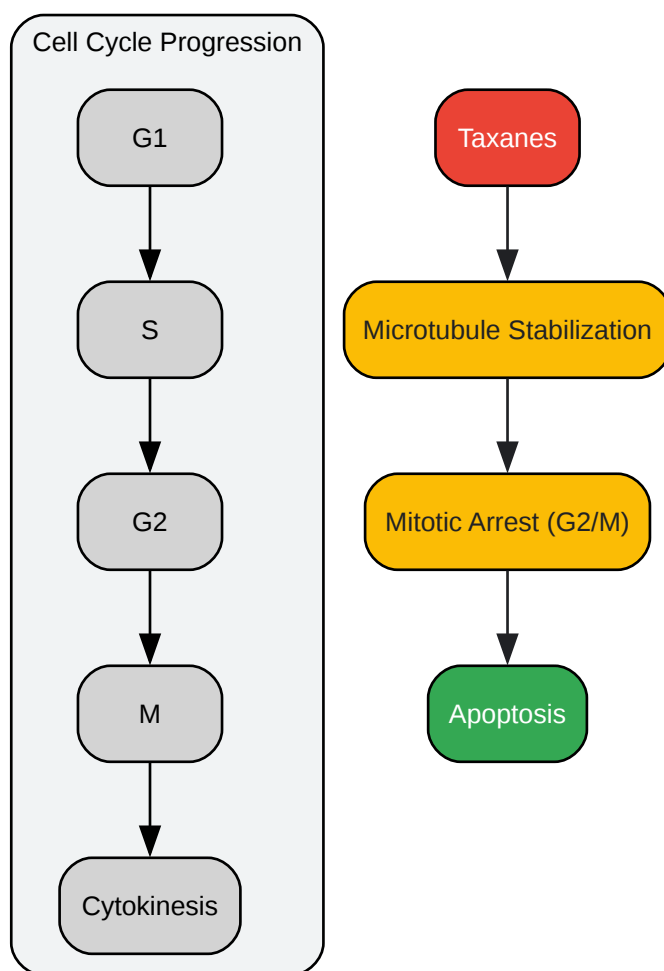 Cell Cycle Progression
G1
S
G2
M
Cytokinesis
Taxanes
Microtubule Stabilization
Mitotic Arrest (G2/M)
Apoptosis